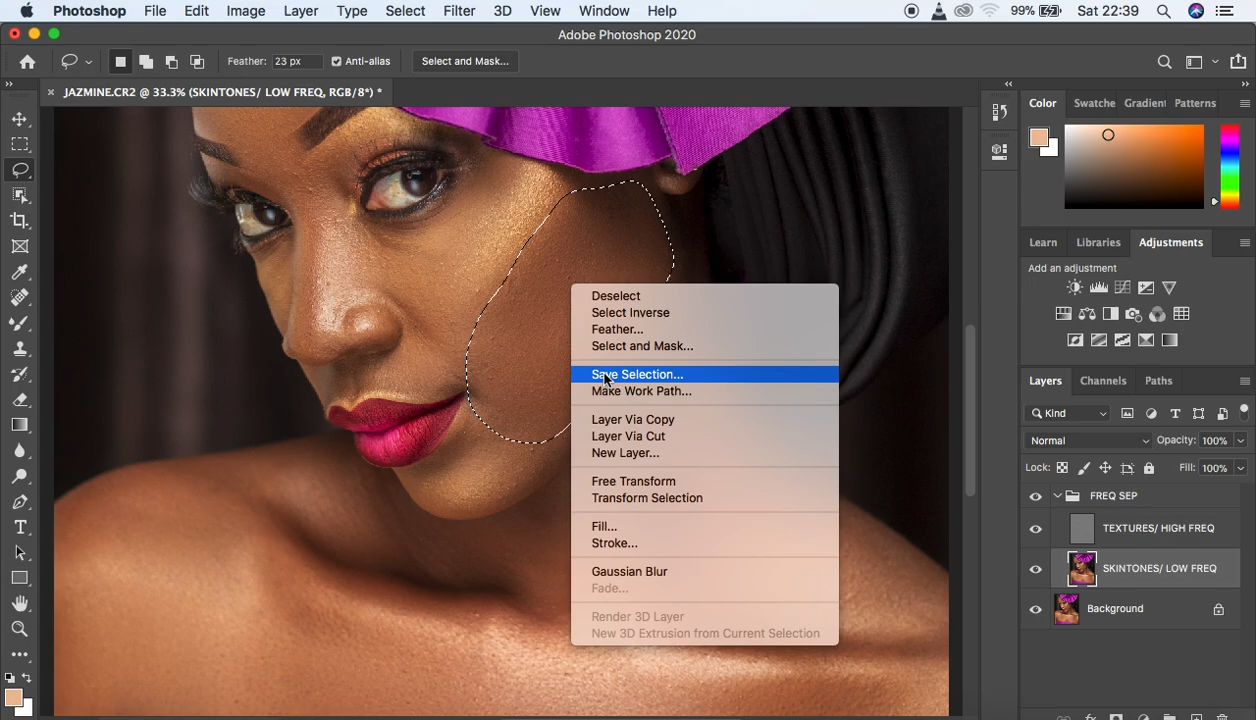 Photoshop File Edit Image Layer Type Select Filter 3D View Window Help 99% Sat 22:39
Adobe Photoshop 2020
Feather: 23 px Anti-alias Select and Mask...
JAZMINE.CR2 @ 33.3% (SKINTONES/ LOW FREQ, RGB/8*) *
Color Swatche Gradient Patterns
Learn Libraries Adjustments
Add an adjustment
Deselect
Select Inverse
Feather...
Select and Mask...
Save Selection...
Make Work Path...
Layer Via Copy
Layer Via Cut
New Layer...
Free Transform
Transform Selection
Fill...
Stroke...
Gaussian Blur
Fade...
Render 3D Layer
New 3D Extrusion from Current Selection
Layers Channels Paths
Kind
Normal Opacity: 100%
Lock: Fill: 100%
FREQ SEP
TEXTURES/ HIGH FREQ
SKINTONES/ LOW FREQ
Background